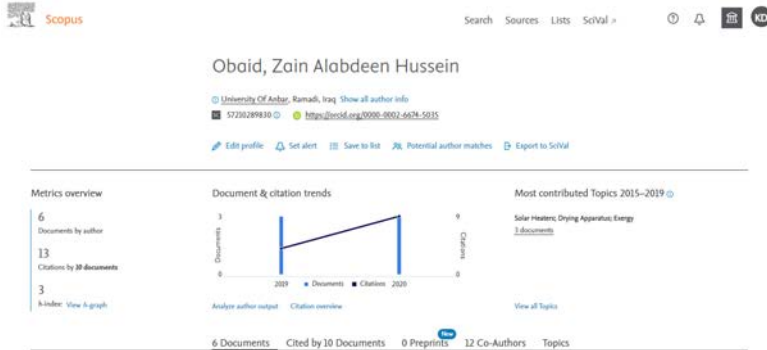 Scopus
Search Sources Lists SciVal
KD
Obaid, Zain Alabdeen Hussein
University Of Anbar, Ramadi, Iraq Show all author info
57210289830 https://orcid.org/0000-0002-6674-5035
Edit profile Set alert Save to list Potential author matches Export to SciVal
Metrics overview
6
Documents by author
13
Citations by 10 documents
3
h-index: View h-graph
Document & citation trends
3 9
Documents
Citations
0 0
2019 Documents Citations 2020
Analyze author output Citation overview
Most contributed Topics 2015–2019
Solar Heaters; Drying Apparatus; Exergy
3 documents
View all Topics
New
6 Documents Cited by 10 Documents 0 Preprints 12 Co-Authors Topics